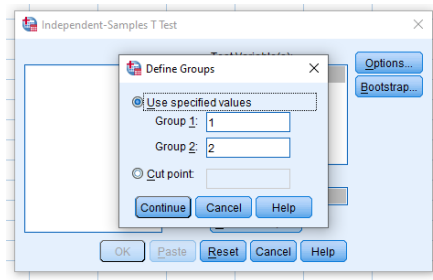 Independent-Samples T Test
Options...
Define Groups
Bootstrap...
Use specified values
Group 1: 1
Group 2: 2
Cut point:
Continue Cancel Help
OK Paste Reset Cancel Help